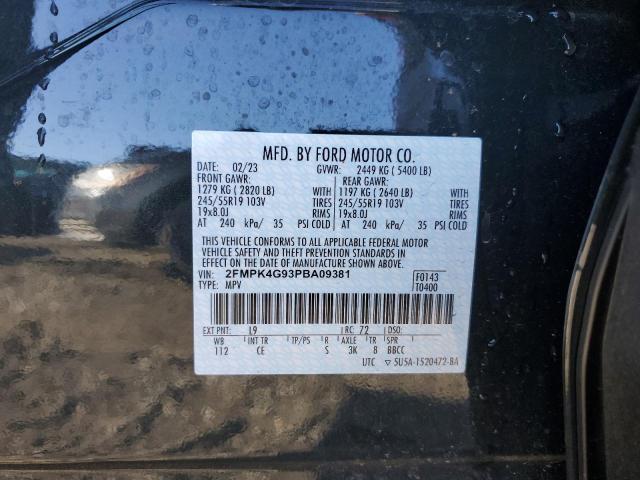 MFD. BY FORD MOTOR CO.
DATE: 02/23 GVWR: 2449 KG ( 5400 LB)
FRONT GAWR: REAR GAWR:
1279 KG ( 2820 LB) WITH 1197 KG ( 2640 LB) WITH
245/55R19 103V TIRES 245/55R19 103V TIRES
19x8.0J RIMS 19x8.0J RIMS
AT 240 kPa/ 35 PSI COLD AT 240 kPa/ 35 PSI COLD
THIS VEHICLE CONFORMS TO ALL APPLICABLE FEDERAL MOTOR
VEHICLE SAFETY AND THEFT PREVENTION STANDARDS IN
EFFECT ON THE DATE OF MANUFACTURE SHOWN ABOVE.
VIN: 2FMPK4G93PBA09381 F0143
TYPE: MPV T0400
EXT PNT: L9 RC: 72 DSO:
WB INT TR TP/PS R AXLE TR SPR
112 CE S 3K 8 BBCC
UTC ▽ 5U5A-1520472-BA